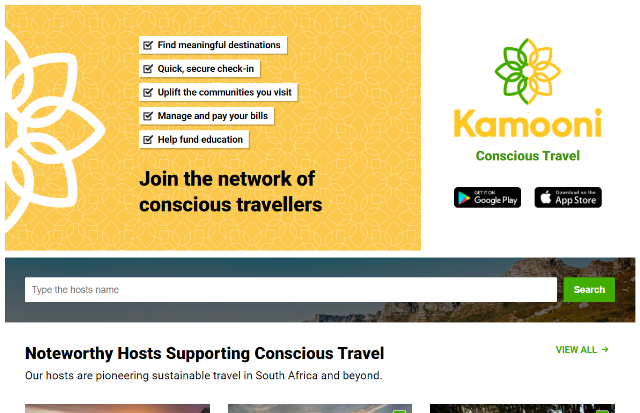 Find meaningful destinations
Quick, secure check-in
Uplift the communities you visit
Manage and pay your bills
Help fund education
Join the network of
conscious travellers
Kamooni
Conscious Travel
GET IT ON
Google Play
Download on the
App Store
Type the hosts name
Search
Noteworthy Hosts Supporting Conscious Travel
VIEW ALL →
Our hosts are pioneering sustainable travel in South Africa and beyond.